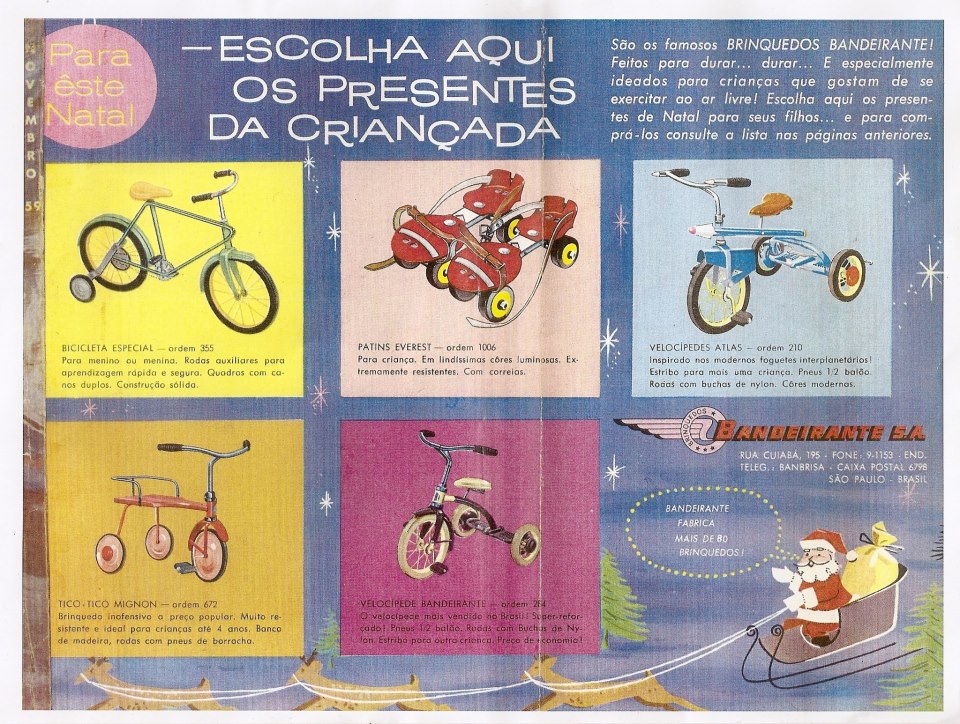 NOVEMBRO
59
Para
êste
Natal
— ESCOLHA AQUI
OS PRESENTES
DA CRIANÇADA
São os famosos BRINQUEDOS BANDEIRANTE!
Feitos para durar... durar... E especialmente
ideados para crianças que gostam de se
exercitar ao ar livre! Escolha aqui os presen-
tes de Natal para seus filhos... e para com-
prá-los consulte a lista nas páginas anteriores.
BICICLETA ESPECIAL — ordem 355
Para menino ou menina. Rodas auxiliares para
aprendizagem rápida e segura. Quadros com ca-
nos duplos. Construção sólida.
PATINS EVEREST — ordem 1006
Para criança. Em lindíssimas côres luminosas. Ex-
tremamente resistentes. Com correias.
VELOCÍPEDES ATLAS — ordem 210
Inspirado nos modernos foguetes interplanetários!
Estribo para mais uma criança. Pneus 1/2 balão.
Rodas com buchas de nylon. Côres modernas.
BRINQUEDOS
BANDEIRANTE S.A.
RUA CUIABÁ, 195 - FONE: 9-1153 - END.
TELEG.: BANBRISA - CAIXA POSTAL 6798
SÃO PAULO - BRASIL
BANDEIRANTE
FABRICA
MAIS DE 80
BRINQUEDOS!
TICO-TICO MIGNON — ordem 672
Brinquedo inofensivo a preço popular. Muito re-
sistente e ideal para crianças até 4 anos. Banco
de madeira, rodas com pneus de borracha.
VELOCÍPEDE BANDEIRANTE — ordem 264
O velocípede mais vendido no Brasil! Super-refor-
çado! Pneus 1/2 balão. Rodas com Buchas de Ny-
lon. Estribo para outra criança. Preço de economia!